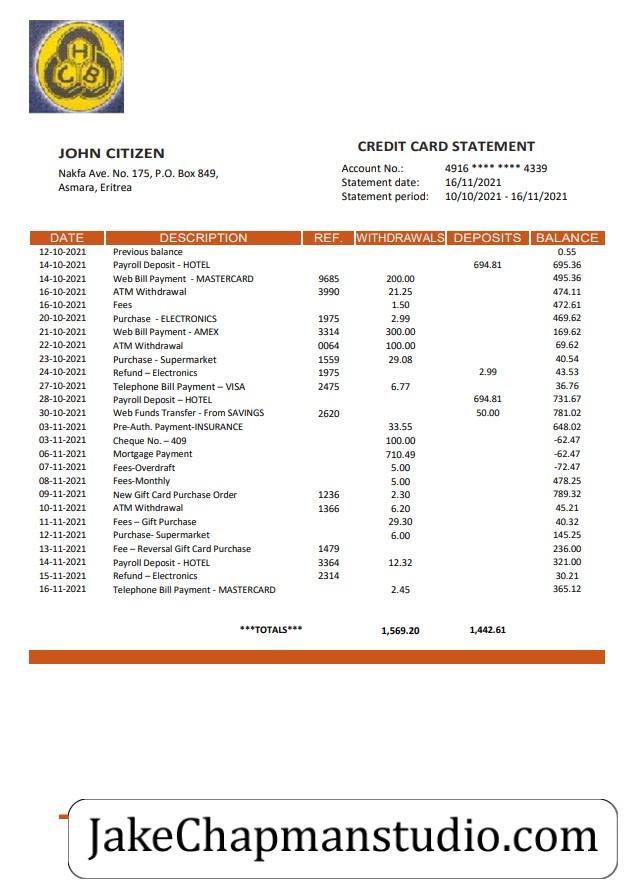 H
C B
JOHN CITIZEN
Nakfa Ave. No. 175, P.O. Box 849,
Asmara, Eritrea
CREDIT CARD STATEMENT
Account No.: 4916 **** **** 4339
Statement date: 16/11/2021
Statement period: 10/10/2021 - 16/11/2021
DATE DESCRIPTION REF. WITHDRAWALS DEPOSITS BALANCE
12-10-2021 Previous balance 0.55
14-10-2021 Payroll Deposit - HOTEL 694.81 695.36
14-10-2021 Web Bill Payment - MASTERCARD 9685 200.00 495.36
16-10-2021 ATM Withdrawal 3990 21.25 474.11
16-10-2021 Fees 1.50 472.61
20-10-2021 Purchase - ELECTRONICS 1975 2.99 469.62
21-10-2021 Web Bill Payment - AMEX 3314 300.00 169.62
22-10-2021 ATM Withdrawal 0064 100.00 69.62
23-10-2021 Purchase - Supermarket 1559 29.08 40.54
24-10-2021 Refund – Electronics 1975 2.99 43.53
27-10-2021 Telephone Bill Payment – VISA 2475 6.77 36.76
28-10-2021 Payroll Deposit – HOTEL 694.81 731.67
30-10-2021 Web Funds Transfer - From SAVINGS 2620 50.00 781.02
03-11-2021 Pre-Auth. Payment-INSURANCE 33.55 648.02
03-11-2021 Cheque No. – 409 100.00 -62.47
06-11-2021 Mortgage Payment 710.49 -62.47
07-11-2021 Fees-Overdraft 5.00 -72.47
08-11-2021 Fees-Monthly 5.00 478.25
09-11-2021 New Gift Card Purchase Order 1236 2.30 789.32
10-11-2021 ATM Withdrawal 1366 6.20 45.21
11-11-2021 Fees – Gift Purchase 29.30 40.32
12-11-2021 Purchase- Supermarket 6.00 145.25
13-11-2021 Fee – Reversal Gift Card Purchase 1479 236.00
14-11-2021 Payroll Deposit - HOTEL 3364 12.32 321.00
15-11-2021 Refund – Electronics 2314 30.21
16-11-2021 Telephone Bill Payment - MASTERCARD 2.45 365.12
***TOTALS*** 1,569.20 1,442.61
JakeChapmanstudio.com